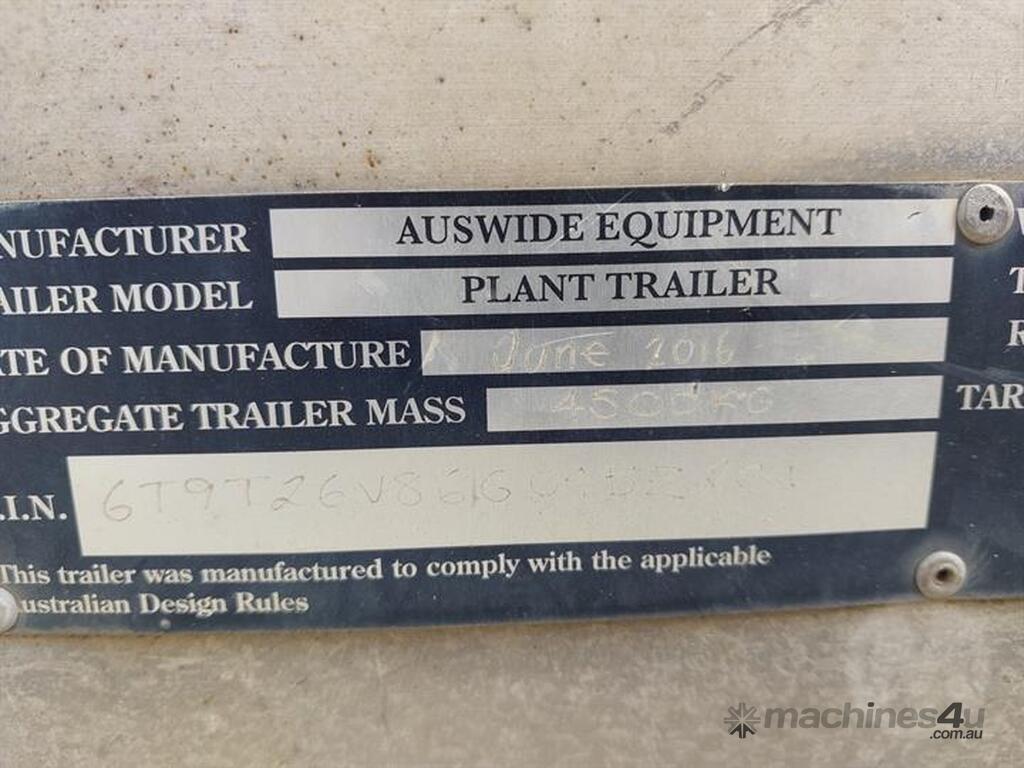 NUFACTURER AUSWIDE EQUIPMENT
AILER MODEL PLANT TRAILER
TE OF MANUFACTURE June 2016
GGREGATE TRAILER MASS 4500KG
TAR
.I.N.
This trailer was manufactured to comply with the applicable
ustralian Design Rules
machines4u
.com.au